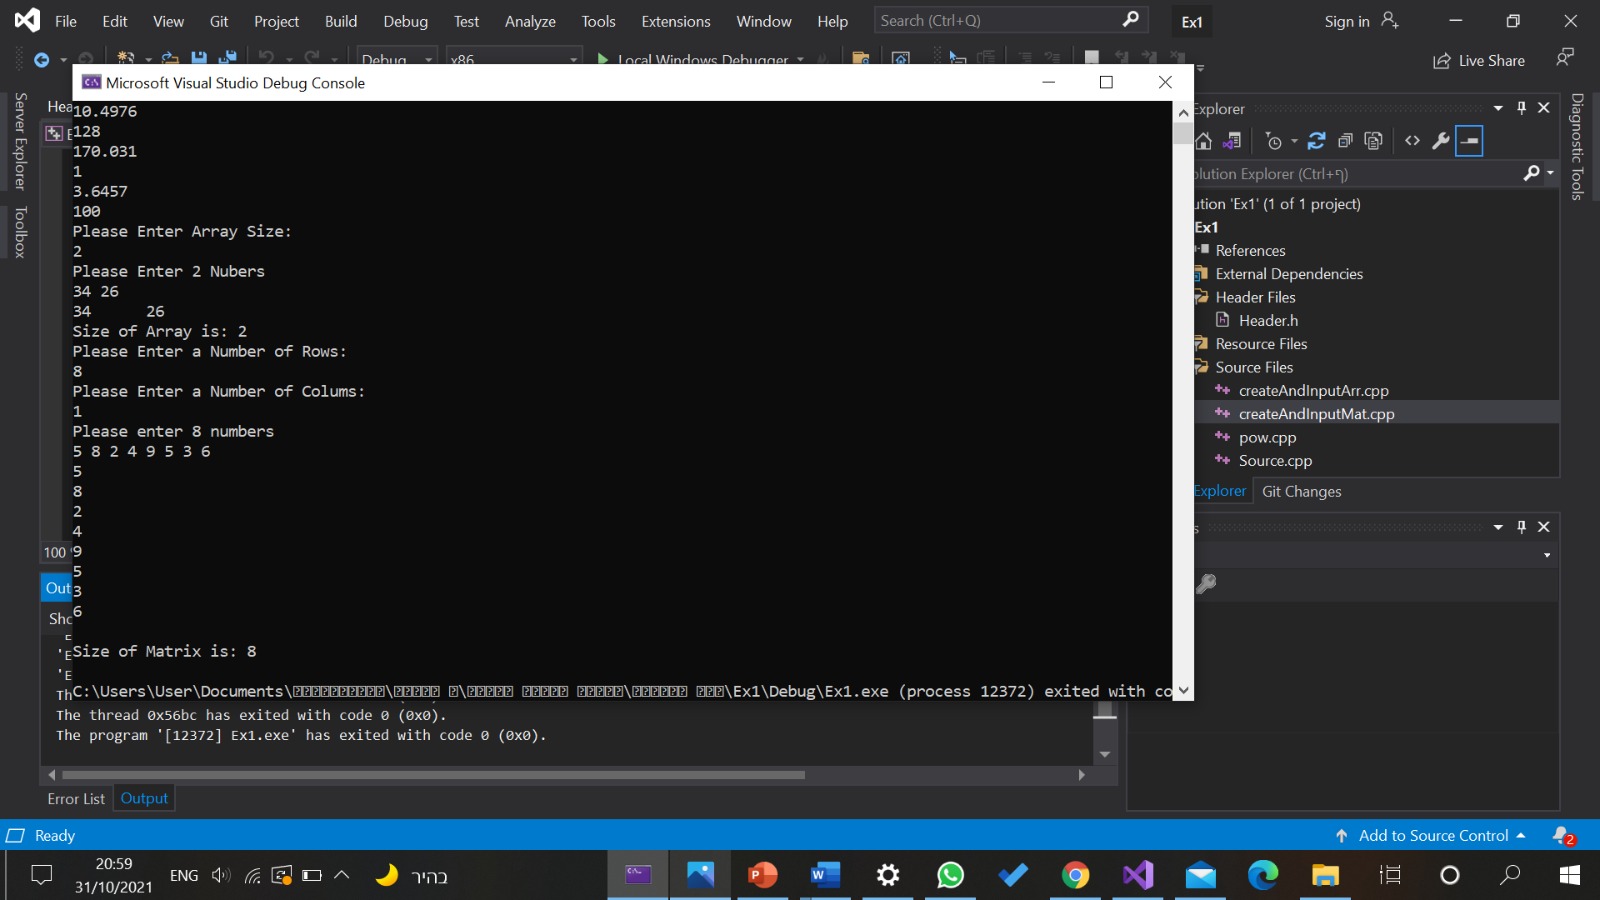 File Edit View Git Project Build Debug Test Analyze Tools Extensions Window Help Search (Ctrl+Q) Ex1 Sign in
Debug x86 Local Windows Debugger Live Share
Microsoft Visual Studio Debug Console
10.4976
128
170.031
1
3.6457
100
Please Enter Array Size:
2
Please Enter 2 Nubers
34 26
34 26
Size of Array is: 2
Please Enter a Number of Rows:
8
Please Enter a Number of Colums:
1
Please enter 8 numbers
5 8 2 4 9 5 3 6
5
8
2
4
9
5
3
6
Size of Matrix is: 8
C:\Users\User\Documents\ \Ex1\Debug\Ex1.exe (process 12372) exited with co
Server Explorer
Toolbox
Hea
100
Out
Sho
The thread 0x56bc has exited with code 0 (0x0).
The program '[12372] Ex1.exe' has exited with code 0 (0x0).
Error List Output
Explorer
olution Explorer (Ctrl+ף)
ution 'Ex1' (1 of 1 project)
Ex1
References
External Dependencies
Header Files
Header.h
Resource Files
Source Files
createAndInputArr.cpp
createAndInputMat.cpp
pow.cpp
Source.cpp
Explorer Git Changes
Diagnostic Tools
Ready Add to Source Control 2
20:59
31/10/2021
ENG
בהיר